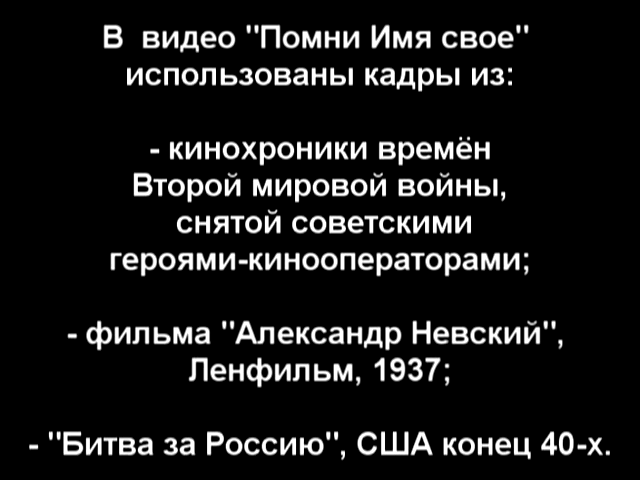 В видео "Помни Имя свое"
использованы кадры из:
- кинохроники времён
Второй мировой войны,
снятой советскими
героями-кинооператорами;
- фильма "Александр Невский",
Ленфильм, 1937;
- "Битва за Россию", США конец 40-х.